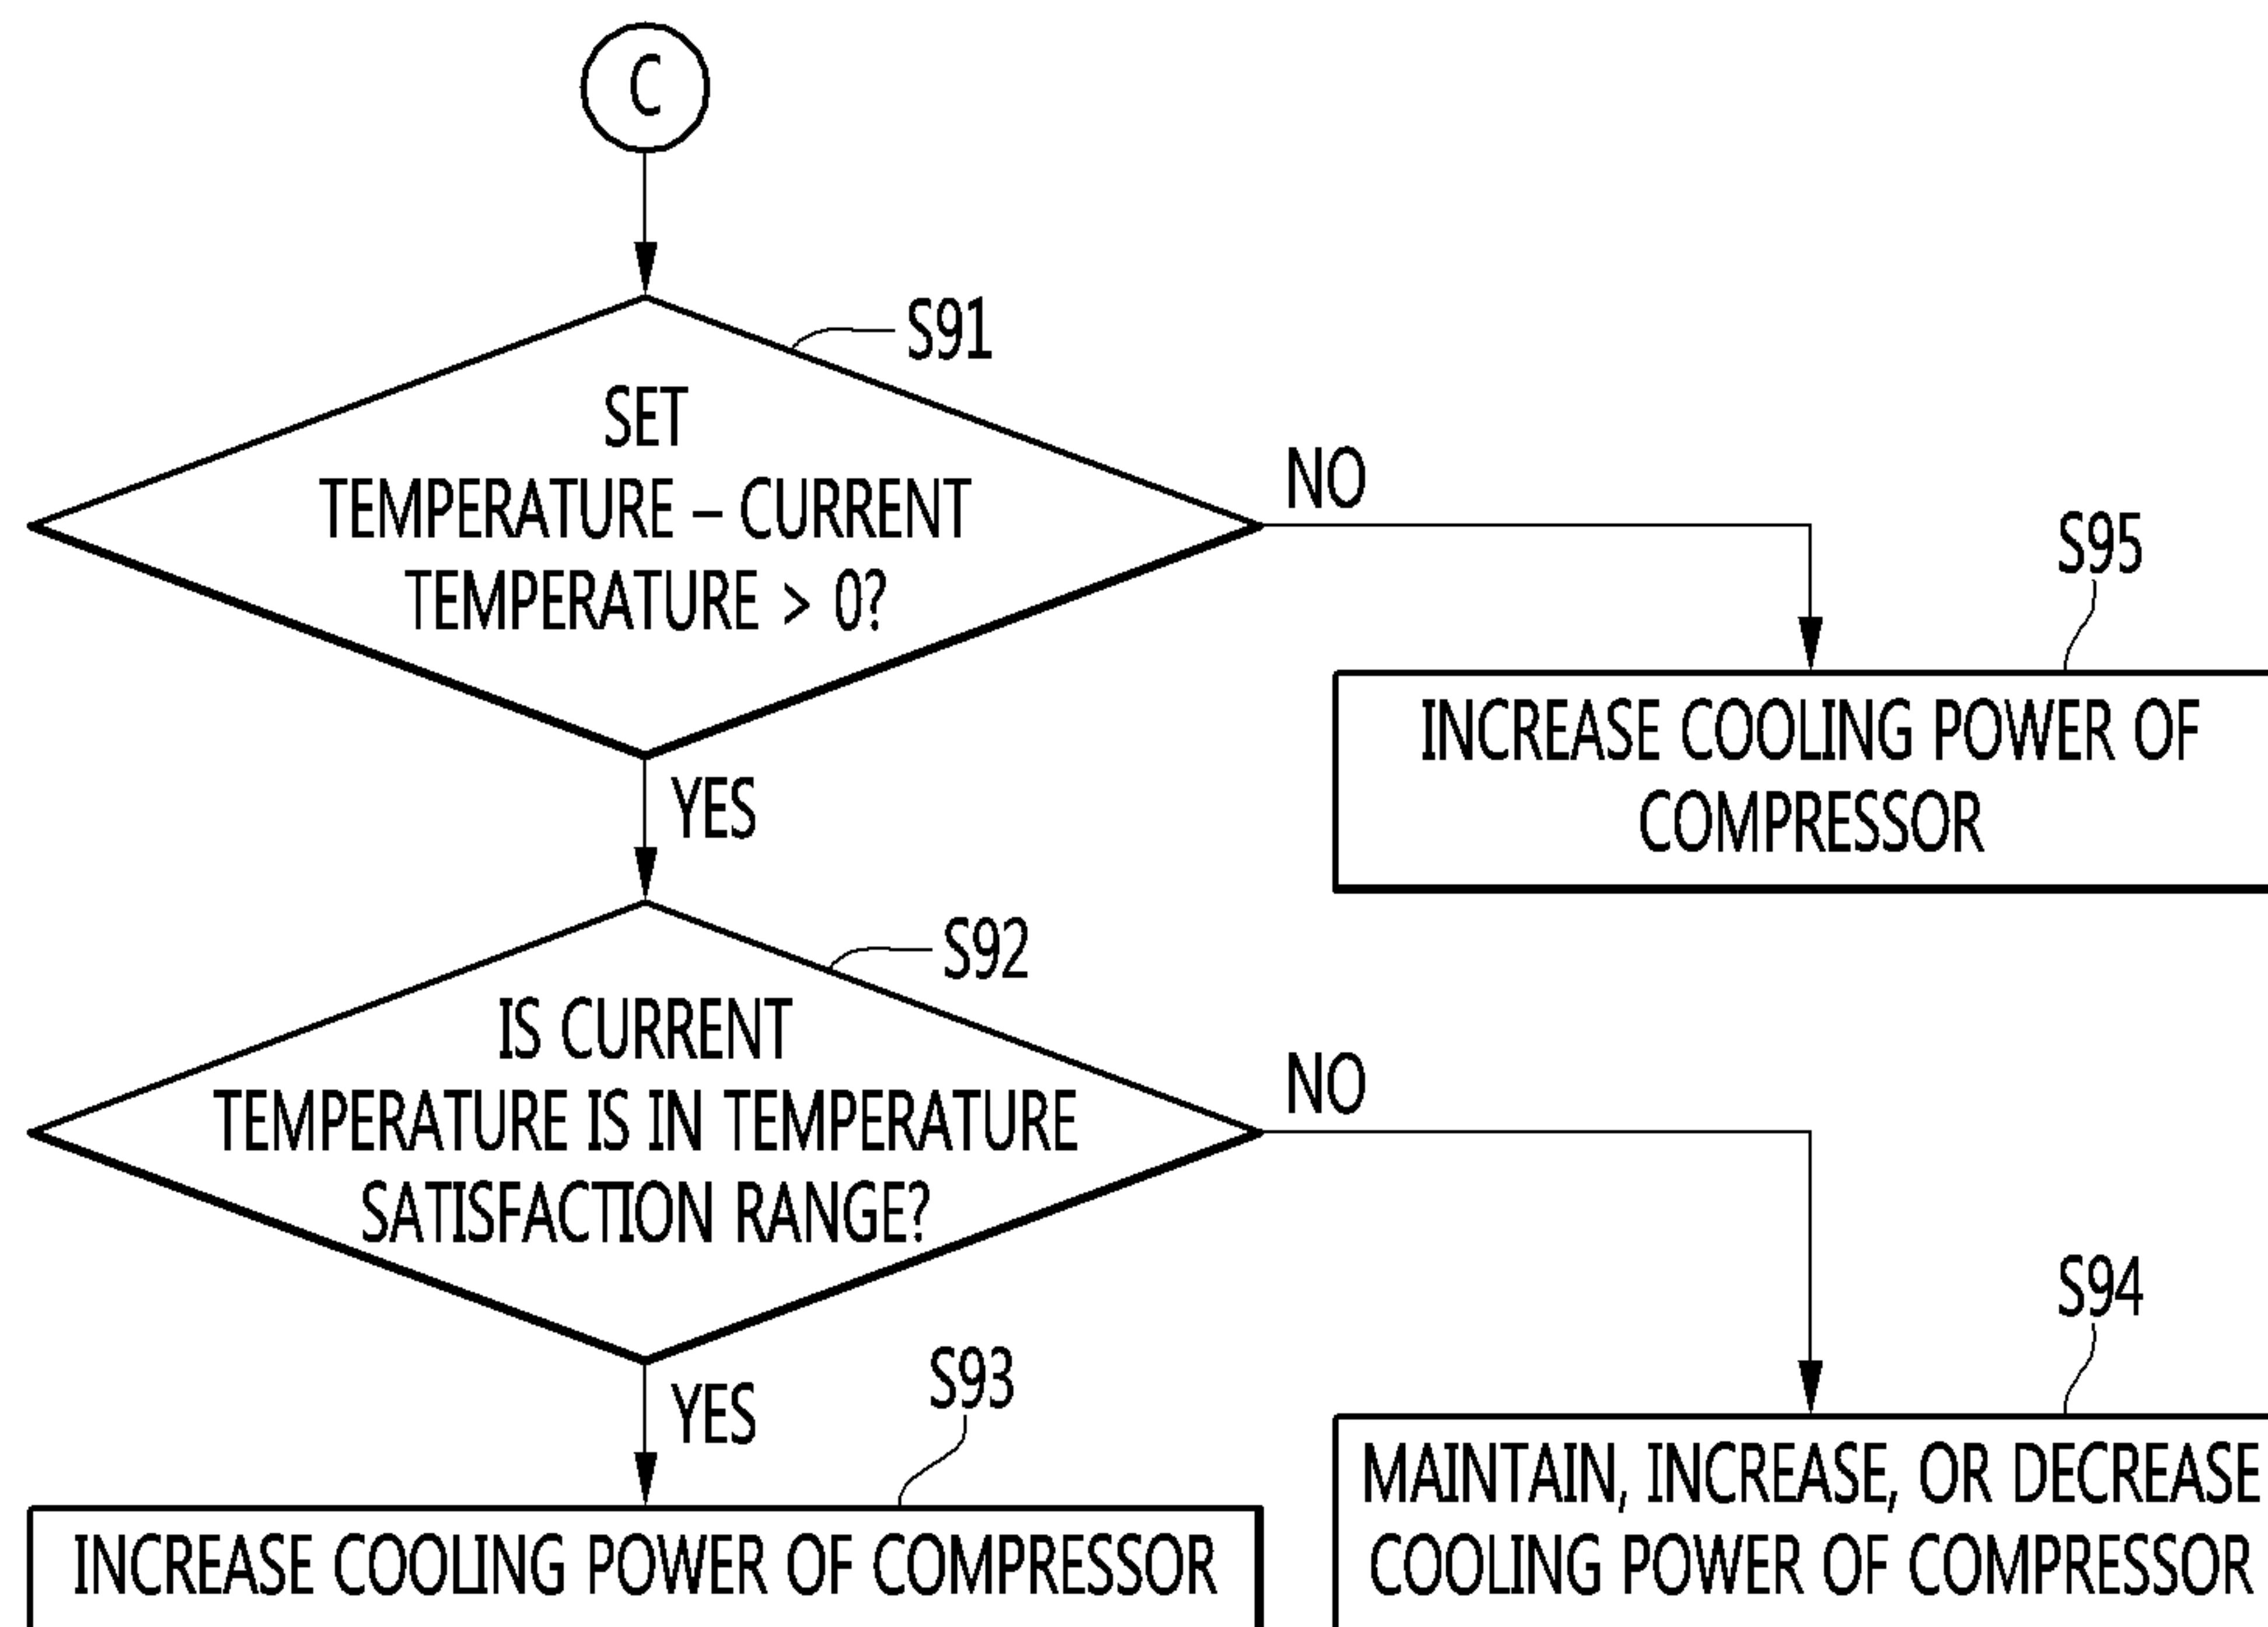 C
S91
SET
TEMPERATURE – CURRENT
TEMPERATURE > 0?
NO
S95
INCREASE COOLING POWER OF
COMPRESSOR
YES
S92
IS CURRENT
TEMPERATURE IS IN TEMPERATURE
SATISFACTION RANGE?
NO
S94
MAINTAIN, INCREASE, OR DECREASE
COOLING POWER OF COMPRESSOR
YES
S93
INCREASE COOLING POWER OF COMPRESSOR